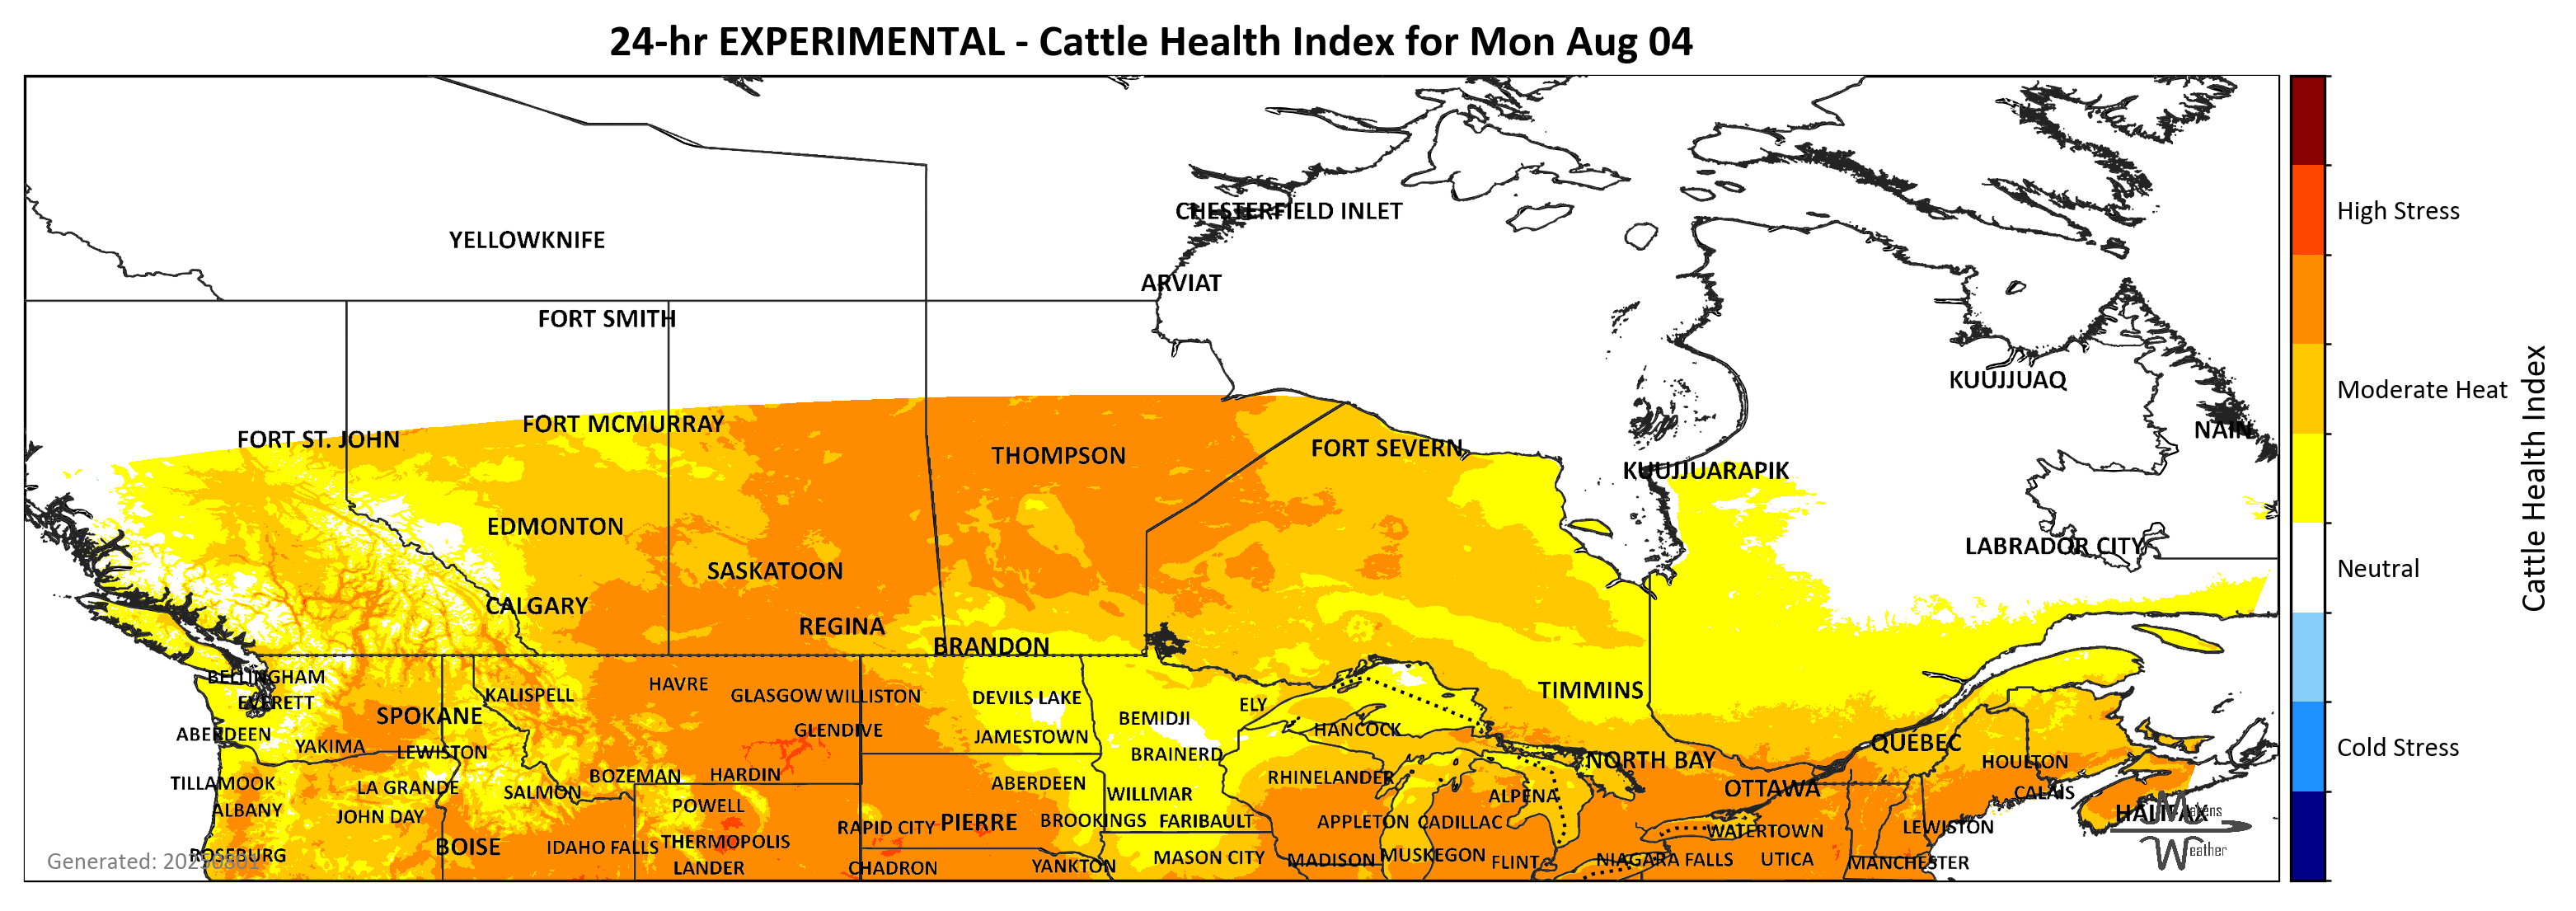 24-hr EXPERIMENTAL - Cattle Health Index for Mon Aug 04
CHESTERFIELD INLET
High Stress
YELLOWKNIFE
ARVIAT
FORT SMITH
KUUJJUAQ
Moderate Heat
FORT MCMURRAY
NAIN
FORT ST. JOHN
FORT SEVERN
THOMPSON
KUUJJUARAPIK
Cattle Health Index
EDMONTON
LABRADOR CITY
SASKATOON
Neutral
CALGARY
REGINA
BRANDON
BELLINGHAM
HAVRE
TIMMINS
KALISPELL
GLASGOW
WILLISTON
DEVILS LAKE
EVERETT
ELY
SPOKANE
BEMIDJI
ABERDEEN
GLENDIVE
HANCOCK
JAMESTOWN
QUEBEC
YAKIMA
LEWISTON
BRAINERD
Cold Stress
NORTH BAY
HOULTON
BOZEMAN
HARDIN
RHINELANDER
TILLAMOOK
LA GRANDE
ABERDEEN
OTTAWA
SALMON
WILLMAR
CALAIS
ALPENA
POWELL
ALBANY
JOHN DAY
HALIFAX
Makens
PIERRE
BROOKINGS
FARIBAULT
APPLETON
CADILLAC
RAPID CITY
WATERTOWN
LEWISTON
THERMOPOLIS
BOISE
IDAHO FALLS
Weather
ROSEBURG
MASON CITY
MADISON
MUSKEGON
NIAGARA FALLS
UTICA
Generated: 20250801
FLINT
MANCHESTER
LANDER
CHADRON
YANKTON